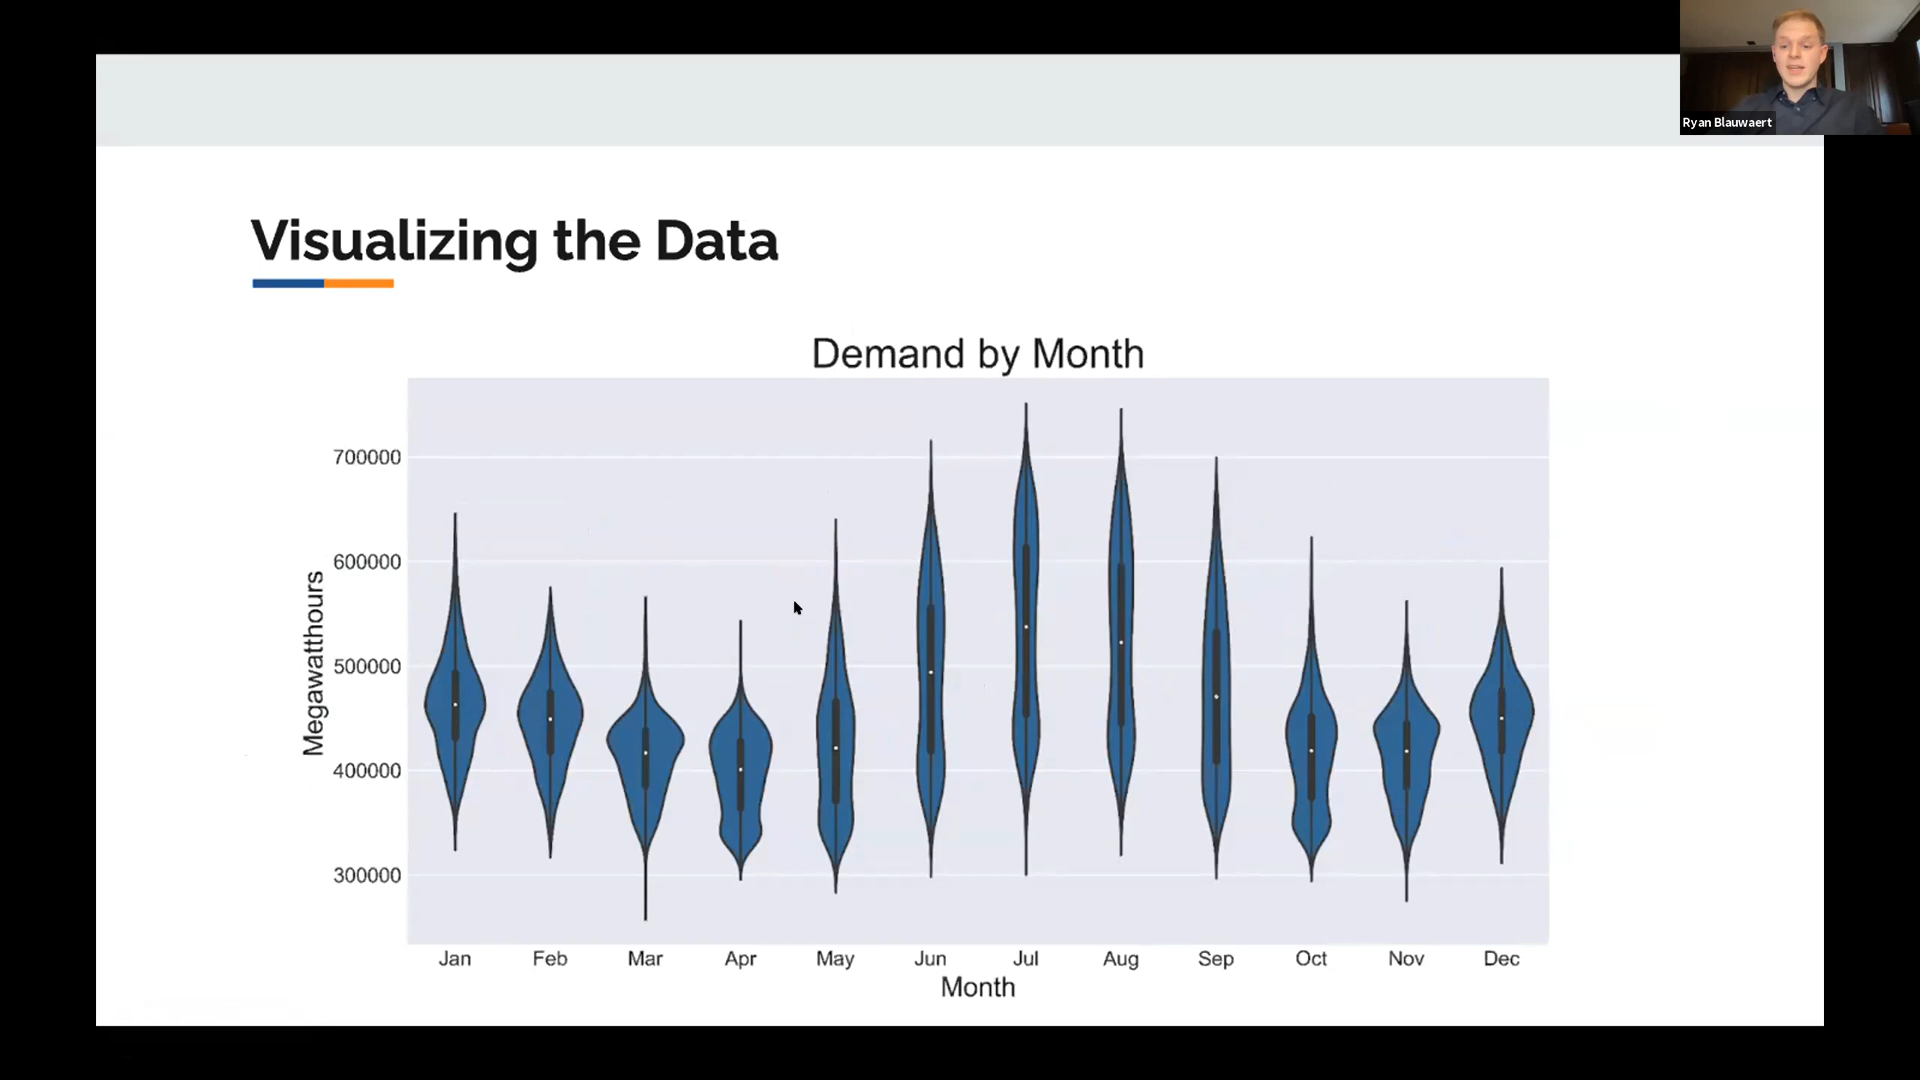 Ryan Blauwaert
Visualizing the Data
Demand by Month
700000
600000
500000
400000
300000
Megawatthours
Jan Feb Mar Apr May Jun Jul Aug Sep Oct Nov Dec
Month